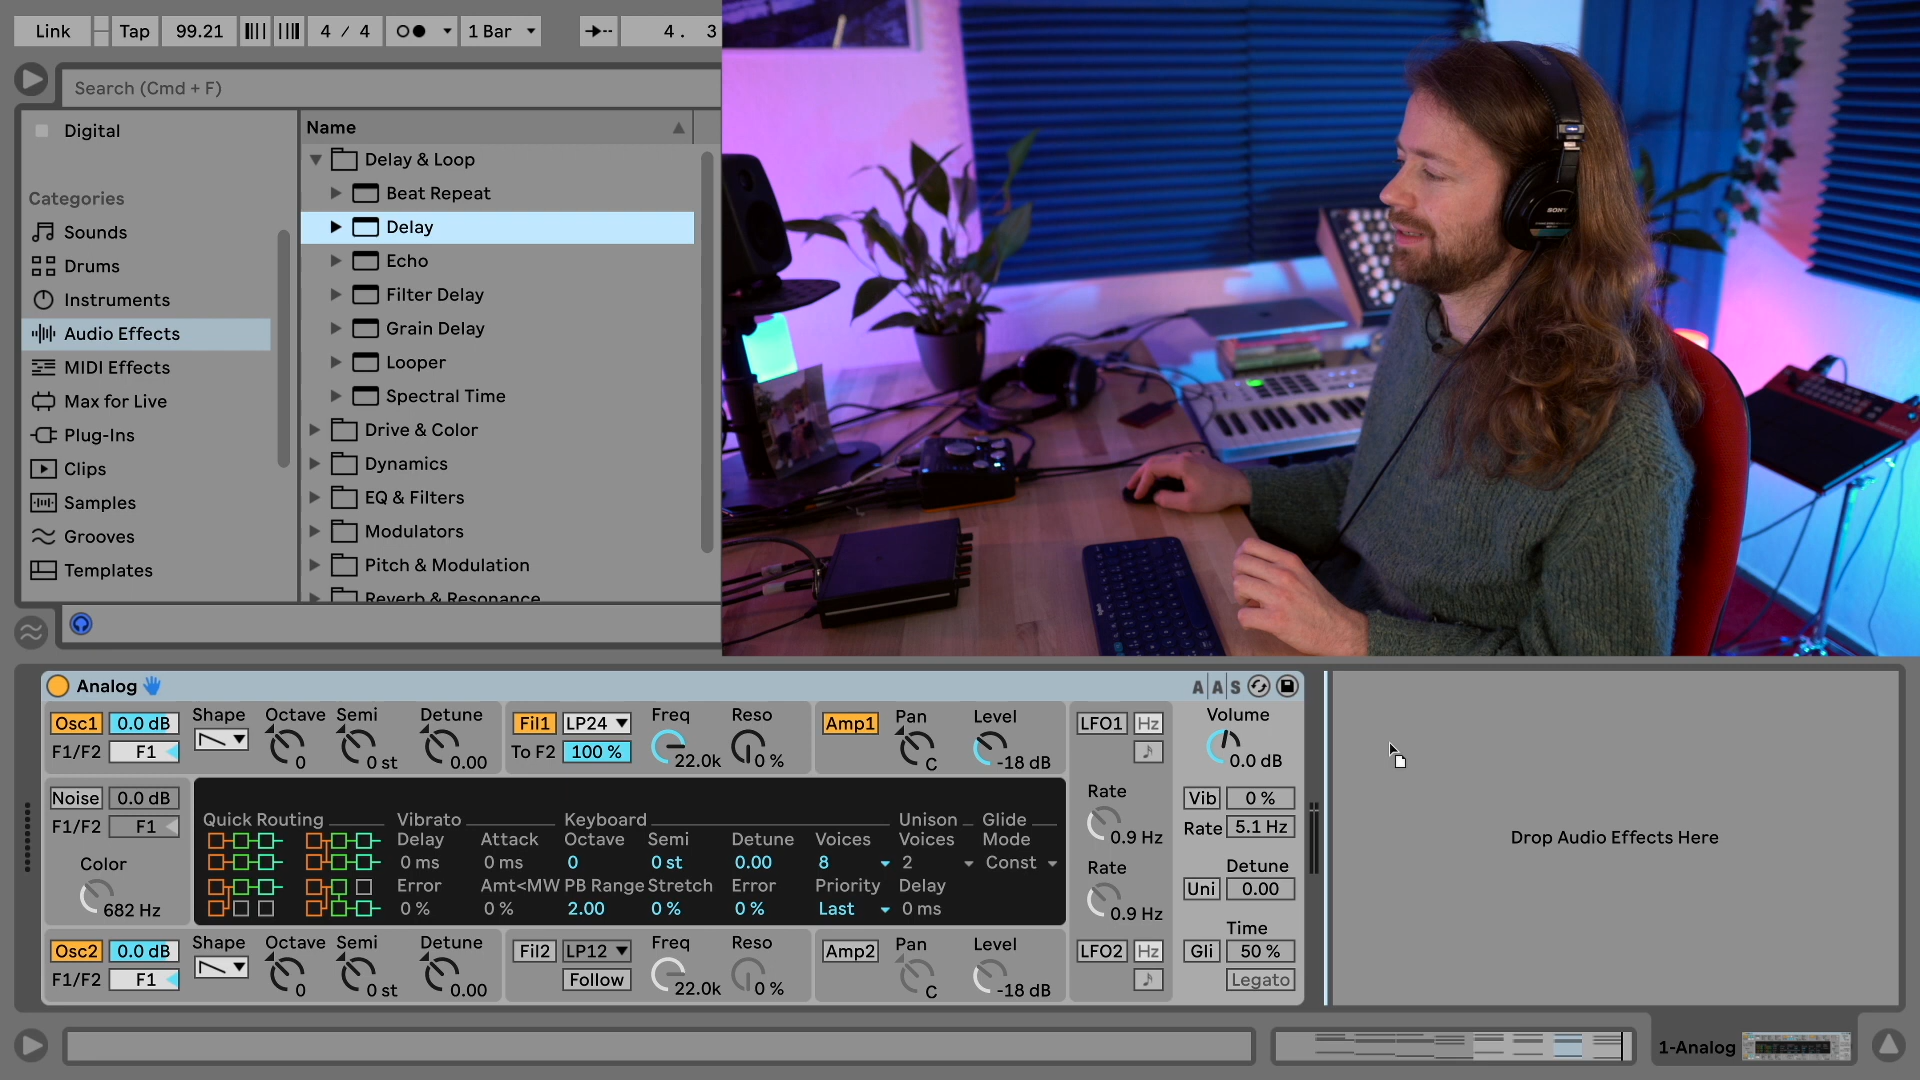 Link Tap 99.21 4 / 4 1 Bar 4. 3
Search (Cmd + F)
Digital
Categories
Sounds
Drums
Instruments
Audio Effects
MIDI Effects
Max for Live
Plug-Ins
Clips
Samples
Grooves
Templates
Name
Delay & Loop
Beat Repeat
Delay
Echo
Filter Delay
Grain Delay
Looper
Spectral Time
Drive & Color
Dynamics
EQ & Filters
Modulators
Pitch & Modulation
Reverb & Resonance
SONY
Analog A A S
Osc1 0.0 dB Shape Octave Semi Detune Fil1 LP24 Freq Reso Amp1 Pan Level LFO1 Hz Volume
F1/F2 F1 0 0 st 0.00 To F2 100 % 22.0k 0 % C -18 dB 0.0 dB
Noise 0.0 dB Quick Routing Vibrato Keyboard Unison Glide Rate Vib 0 %
F1/F2 F1 Delay Attack Octave Semi Detune Voices Voices Mode 0.9 Hz Rate 5.1 Hz
0 ms 0 ms 0 0 st 0.00 8 2 Const
Color Error Amt<MW PB Range Stretch Error Priority Delay Rate Detune
682 Hz 0 % 0 % 2.00 0 % 0 % Last 0 ms 0.9 Hz Uni 0.00
Osc2 0.0 dB Shape Octave Semi Detune Fil2 LP12 Freq Reso Amp2 Pan Level LFO2 Hz Time
Gli 50 %
F1/F2 F1 0 0 st 0.00 Follow 22.0k 0 % C -18 dB Legato
Drop Audio Effects Here
1-Analog